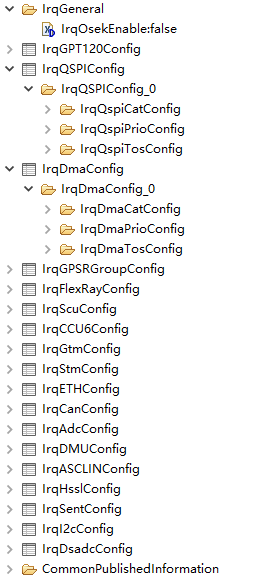 IrqGeneral
IrqOsekEnable:false
IrqGPT120Config
IrqQSPIConfig
IrqQSPIConfig_0
IrqQspiCatConfig
IrqQspiPrioConfig
IrqQspiTosConfig
IrqDmaConfig
IrqDmaConfig_0
IrqDmaCatConfig
IrqDmaPrioConfig
IrqDmaTosConfig
IrqGPSRGroupConfig
IrqFlexRayConfig
IrqScuConfig
IrqCCU6Config
IrqGtmConfig
IrqStmConfig
IrqETHConfig
IrqCanConfig
IrqAdcConfig
IrqDMUConfig
IrqASCLINConfig
IrqHsslConfig
IrqSentConfig
IrqI2cConfig
IrqDsadcConfig
CommonPublishedInformation